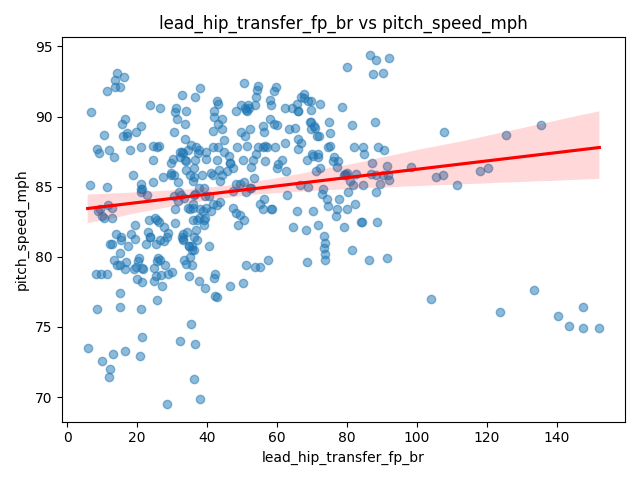 lead_hip_transfer_fp_br vs pitch_speed_mph
95
90
85
80
75
70
pitch_speed_mph
0 20 40 60 80 100 120 140
lead_hip_transfer_fp_br